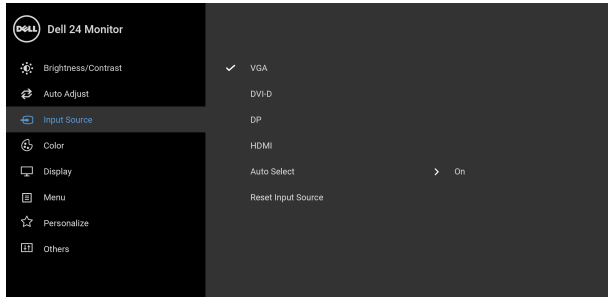 DELL Dell 24 Monitor
Brightness/Contrast
Auto Adjust
Input Source
Color
Display
Menu
Personalize
Others
VGA
DVI-D
DP
HDMI
Auto Select On
Reset Input Source